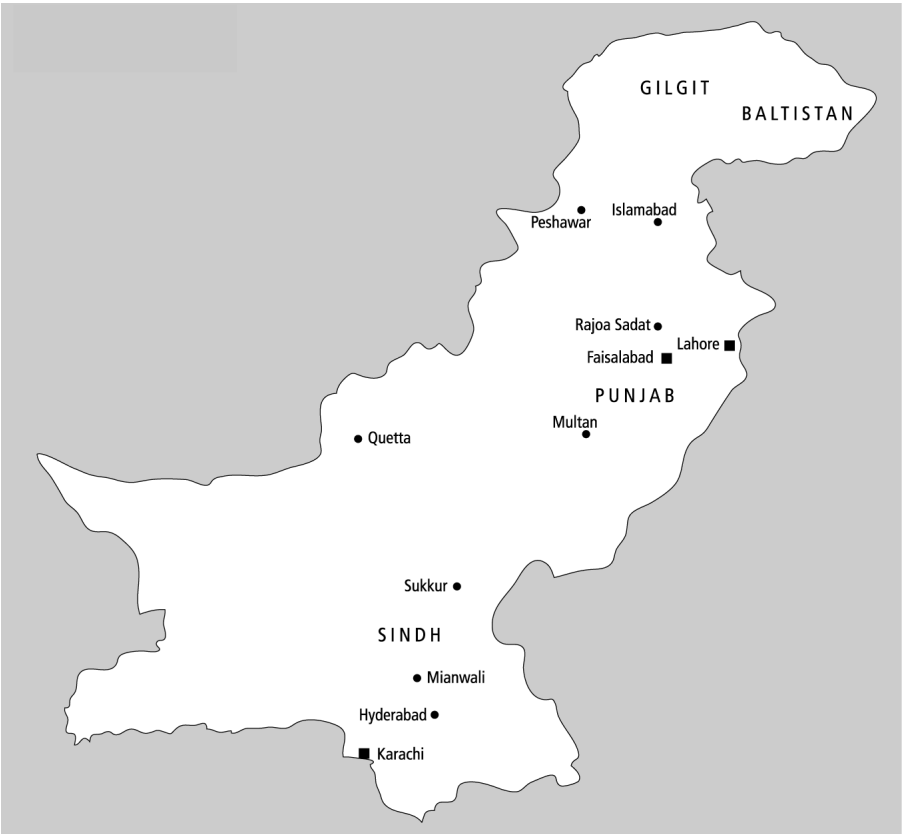 GILGIT
BALTISTAN
Islamabad
Peshawar
Rajoa Sadat
Lahore
Faisalabad
PUNJAB
Multan
Quetta
Sukkur
SINDH
Mianwali
Hyderabad
Karachi